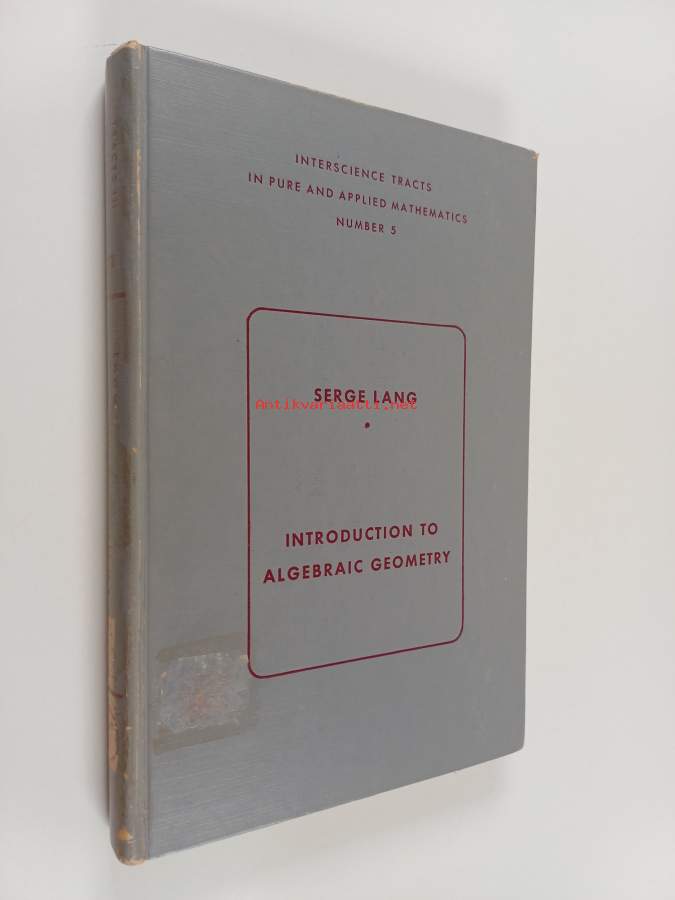 INTERSCIENCE TRACTS
IN PURE AND APPLIED MATHEMATICS
NUMBER 5
SERGE LANG
Antikvariaatti.net
INTRODUCTION TO
ALGEBRAIC GEOMETRY